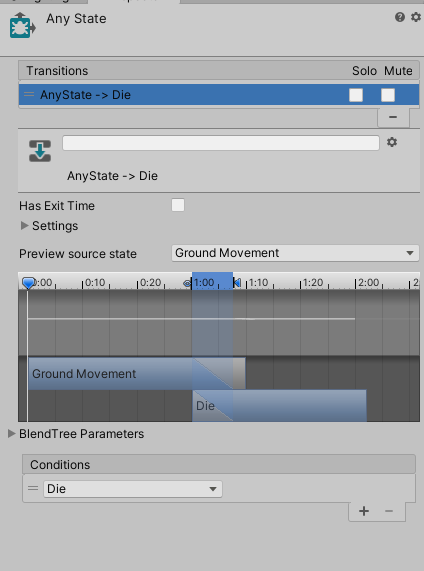 Any State
Transitions Solo Mute
AnyState -> Die
AnyState -> Die
Has Exit Time
Settings
Preview source state Ground Movement
0:00 0:10 0:20 1:00 1:10 1:20 2:00
Ground Movement
Die
BlendTree Parameters
Conditions
Die